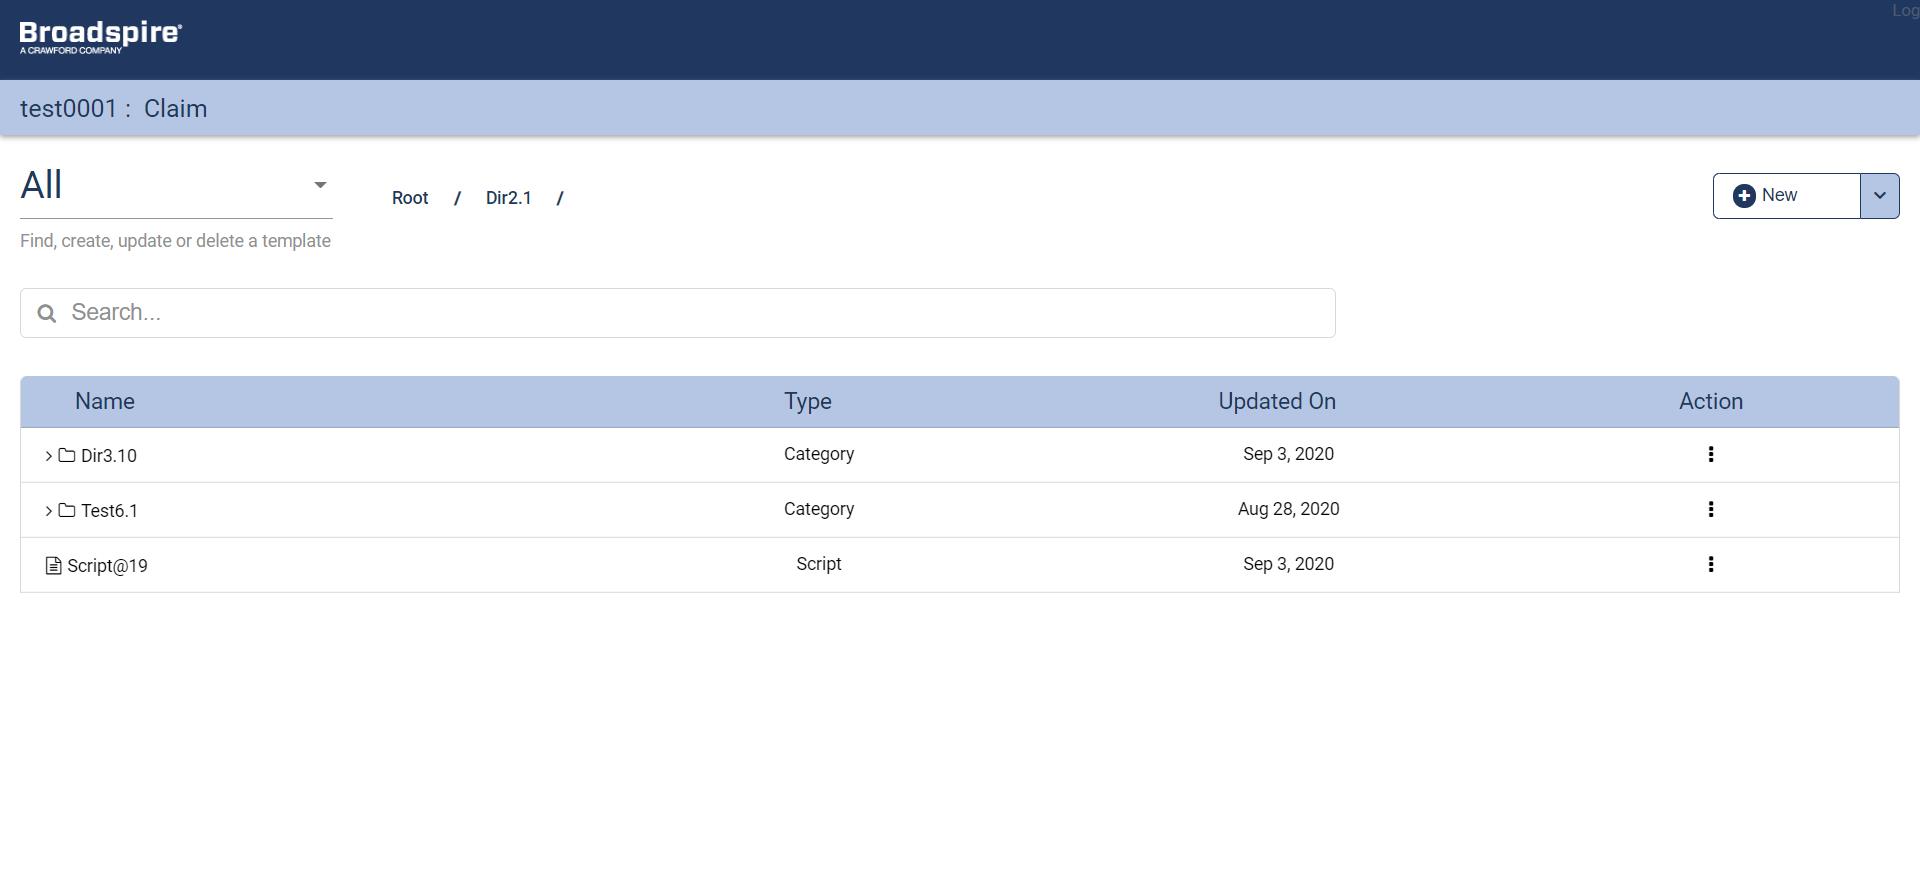 Log
Broadspire®
A CRAWFORD COMPANY
test0001 : Claim
All
Root / Dir2.1 /
New
Find, create, update or delete a template
Search...
Name Type Updated On Action
Dir3.10 Category Sep 3, 2020
Test6.1 Category Aug 28, 2020
Script@19 Script Sep 3, 2020